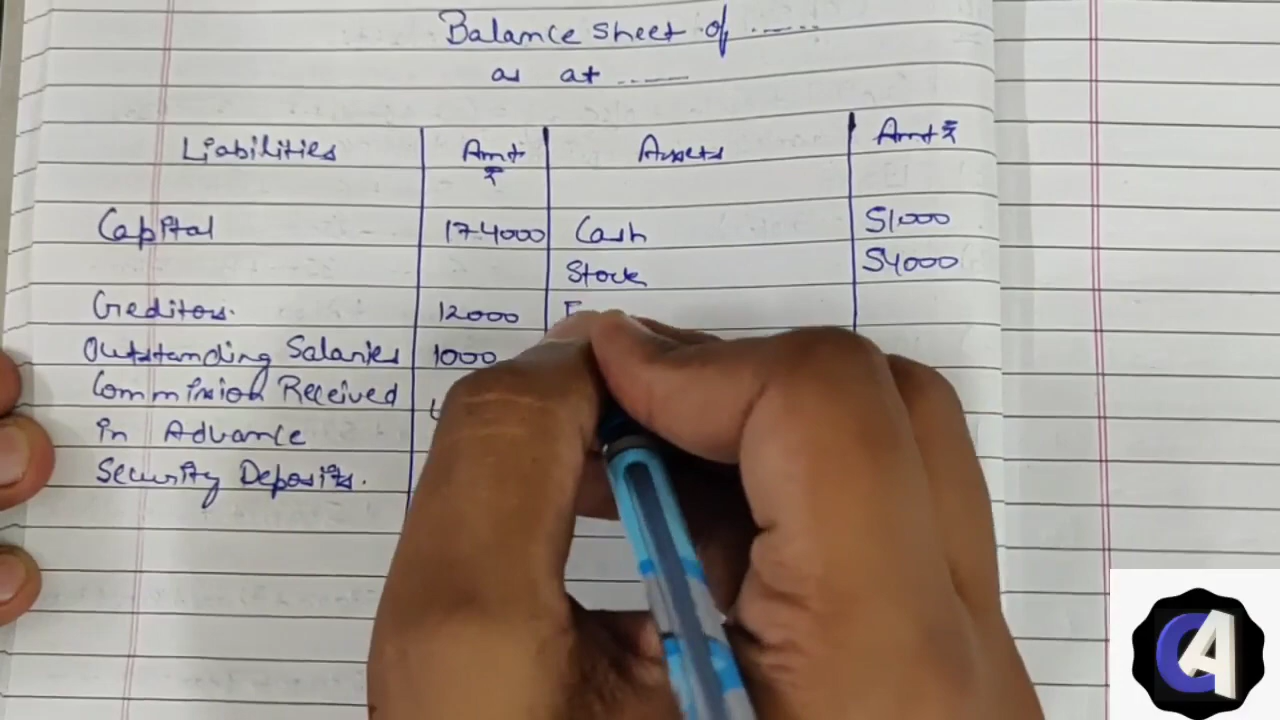 Balance sheet of ......
as at ......
Liabilities Amt ₹ Assets Amt ₹
Capital 174000 Cash 51000
Stock 54000
Creditors. 12000
Outstanding Salaries 1000
Commission Received
in Advance
Security Deposits.
CA